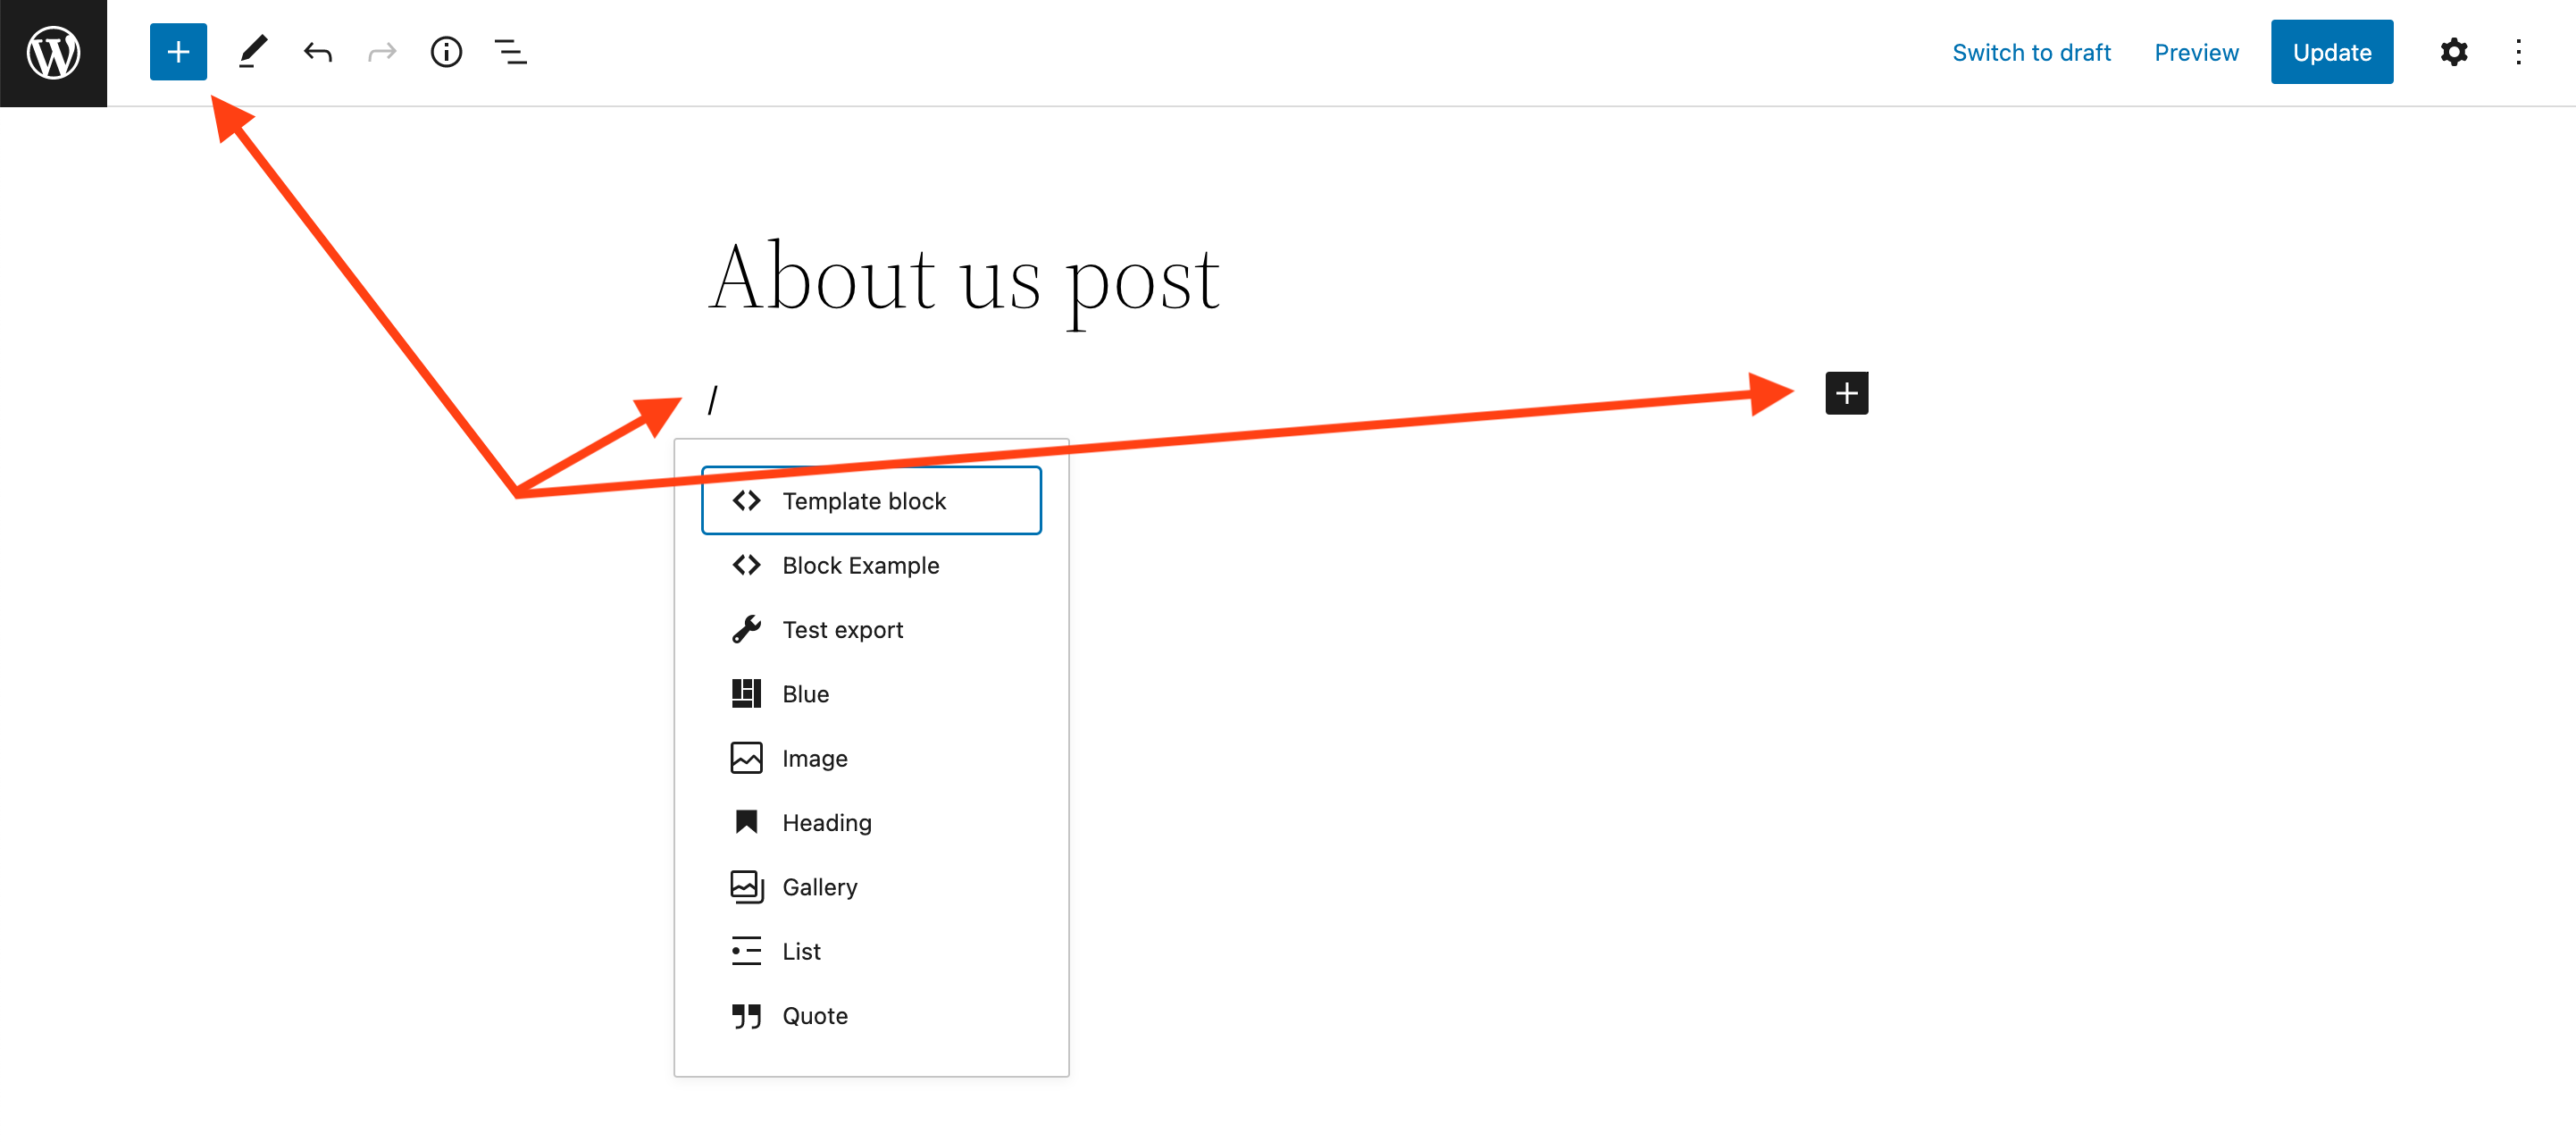 Switch to draft Preview Update
About us post
/
Template block
Block Example
Test export
Blue
Image
Heading
Gallery
List
Quote